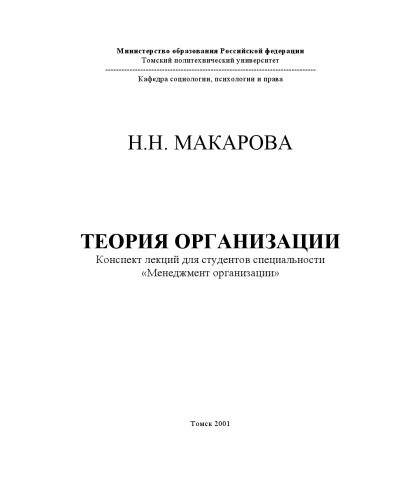 Министерство образования Российской федерации
Томский политехнический университет
--------------------------------------------------------------------------------
Кафедра социологии, психологии и права
Н.Н. МАКАРОВА
ТЕОРИЯ ОРГАНИЗАЦИИ
Конспект лекций для студентов специальности
«Менеджмент организации»
Томск 2001